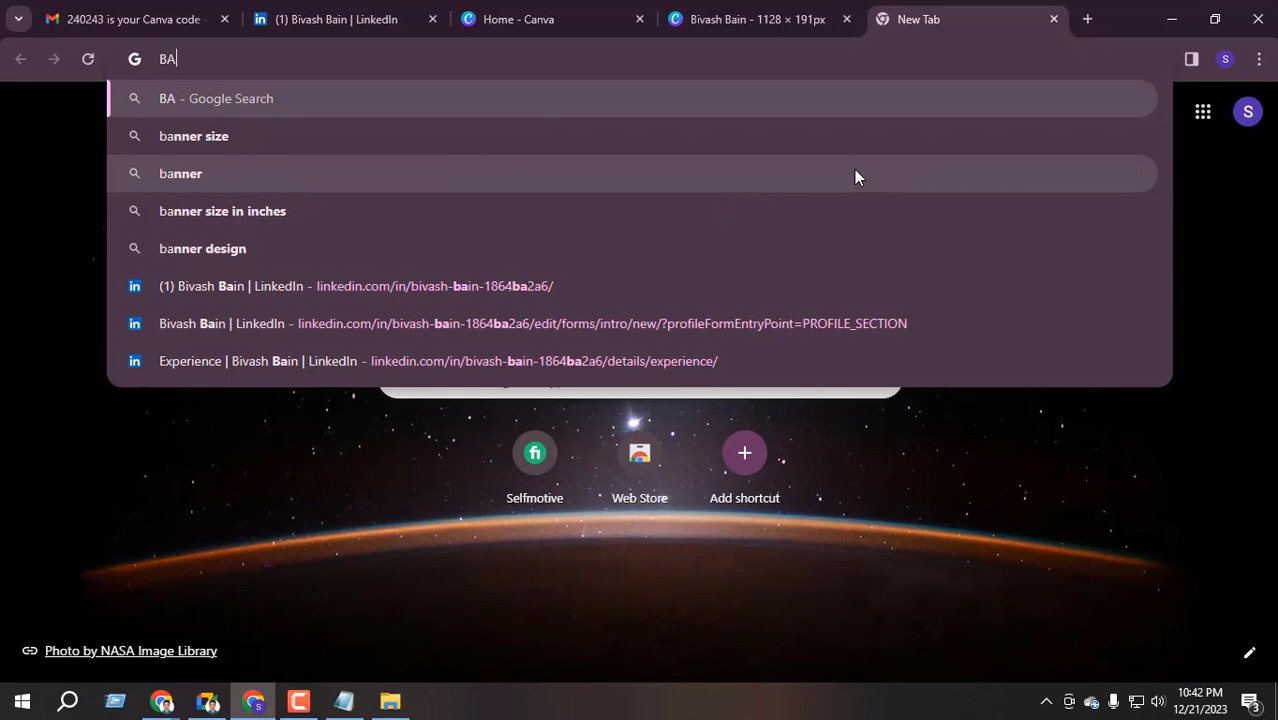 240243 is your Canva code
(1) Bivash Bain | LinkedIn
Home - Canva
Bivash Bain - 1128 × 191px
New Tab
BA
S
BA - Google Search
S
banner size
banner
banner size in inches
banner design
(1) Bivash Bain | LinkedIn - linkedin.com/in/bivash-bain-1864ba2a6/
Bivash Bain | LinkedIn - linkedin.com/in/bivash-bain-1864ba2a6/edit/forms/intro/new/?profileFormEntryPoint=PROFILE_SECTION
Experience | Bivash Bain | LinkedIn - linkedin.com/in/bivash-bain-1864ba2a6/details/experience/
Selfmotive
Web Store
Add shortcut
Photo by NASA Image Library
10:42 PM
12/21/2023
3